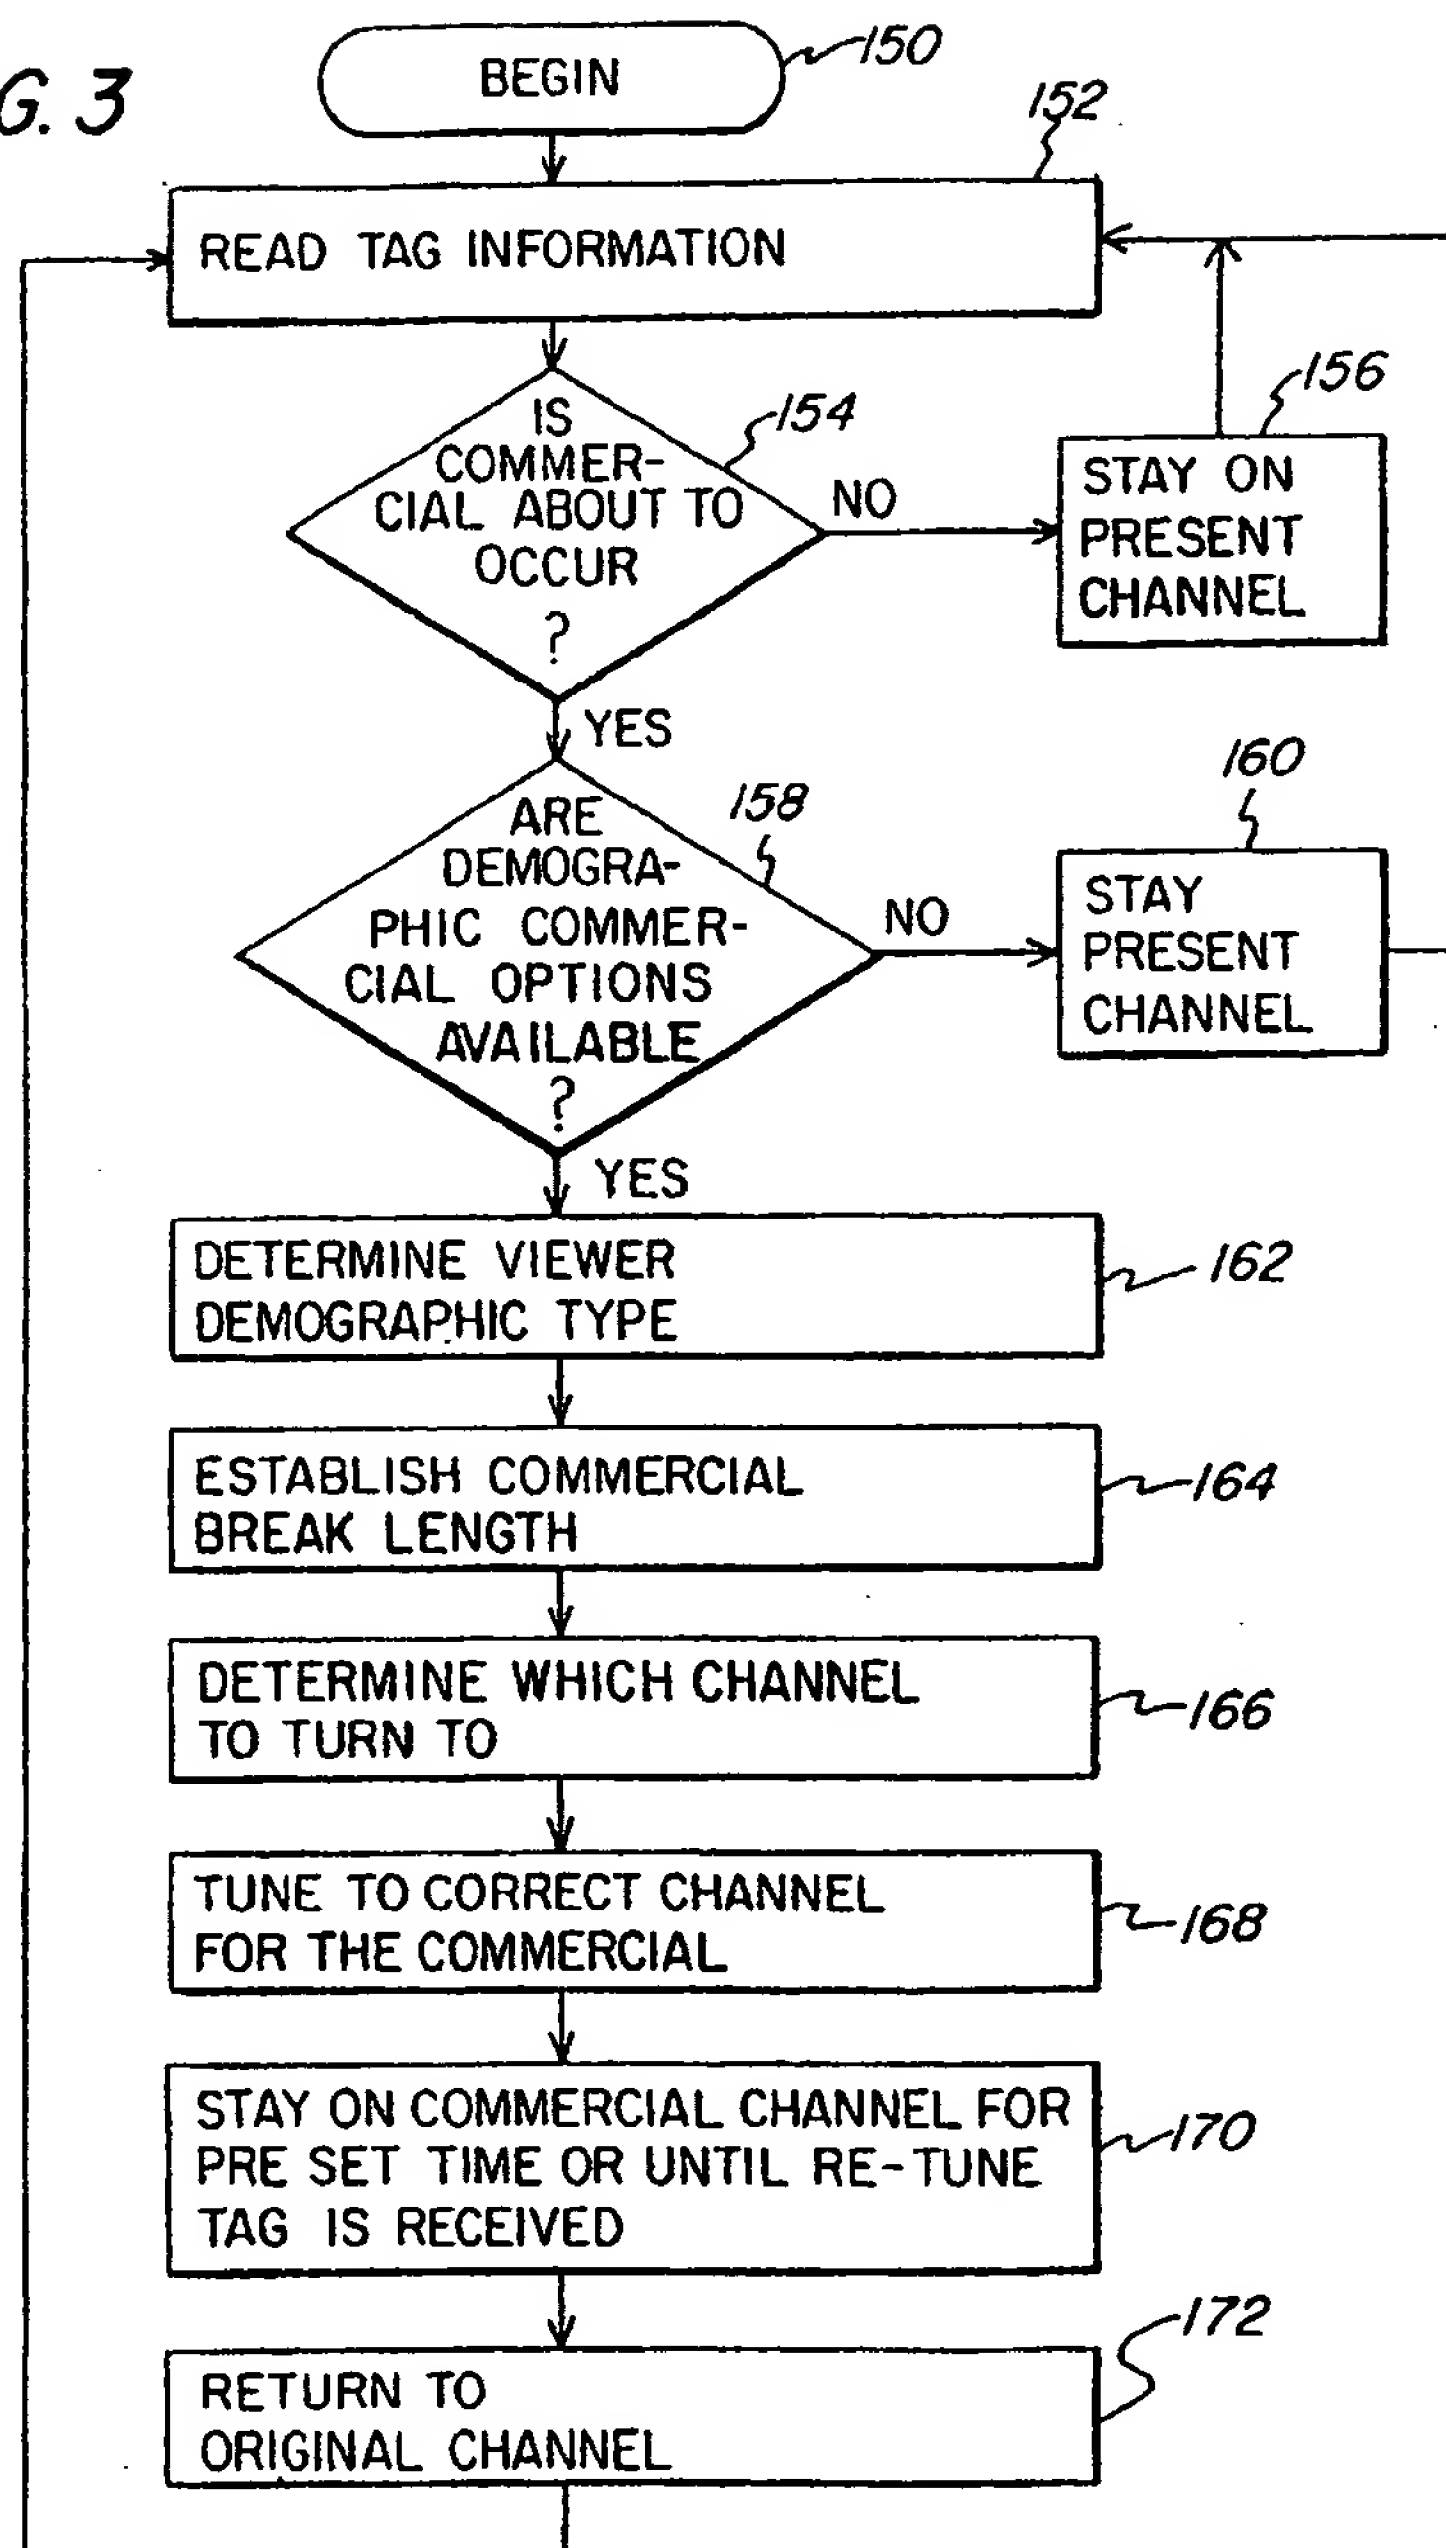 G. 3
BEGIN
150
152
READ TAG INFORMATION
IS
COMMER-
CIAL ABOUT TO
OCCUR
?
154
NO
156
STAY ON
PRESENT
CHANNEL
YES
ARE
DEMOGRA-
PHIC COMMER-
CIAL OPTIONS
AVAILABLE
?
158
NO
160
STAY
PRESENT
CHANNEL
YES
DETERMINE VIEWER
DEMOGRAPHIC TYPE
162
ESTABLISH COMMERCIAL
BREAK LENGTH
164
DETERMINE WHICH CHANNEL
TO TURN TO
166
TUNE TO CORRECT CHANNEL
FOR THE COMMERCIAL
168
STAY ON COMMERCIAL CHANNEL FOR
PRE SET TIME OR UNTIL RE-TUNE
TAG IS RECEIVED
170
RETURN TO
ORIGINAL CHANNEL
172